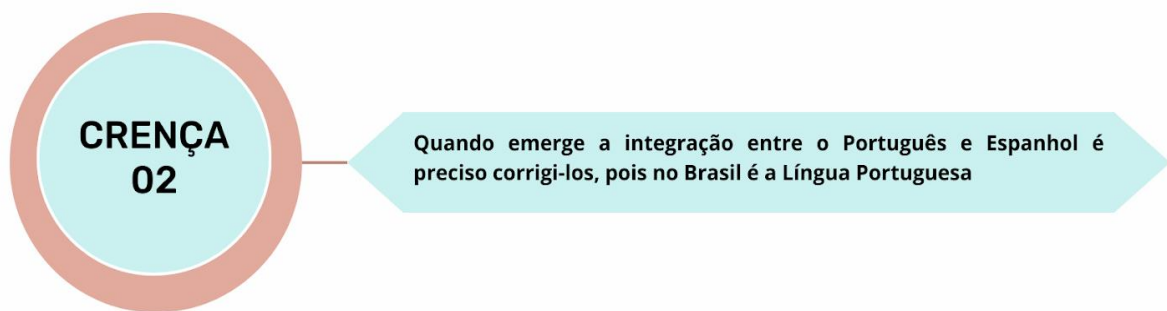 CRENÇA
02
Quando emerge a integração entre o Português e Espanhol é
preciso corrigi-los, pois no Brasil é a Língua Portuguesa